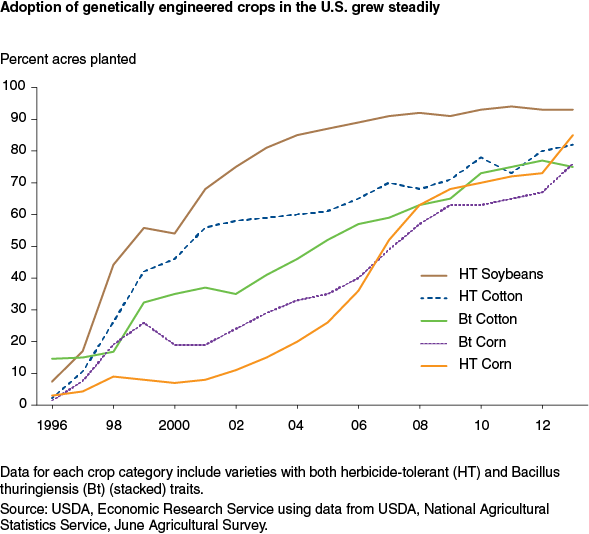 Adoption of genetically engineered crops in the U.S. grew steadily
Percent acres planted
100
90
80
70
60
50
40
30
20
10
0
HT Soybeans
HT Cotton
Bt Cotton
Bt Corn
HT Corn
1996 98 2000 02 04 06 08 10 12
Data for each crop category include varieties with both herbicide-tolerant (HT) and Bacillus
thuringiensis (Bt) (stacked) traits.
Source: USDA, Economic Research Service using data from USDA, National Agricultural
Statistics Service, June Agricultural Survey.